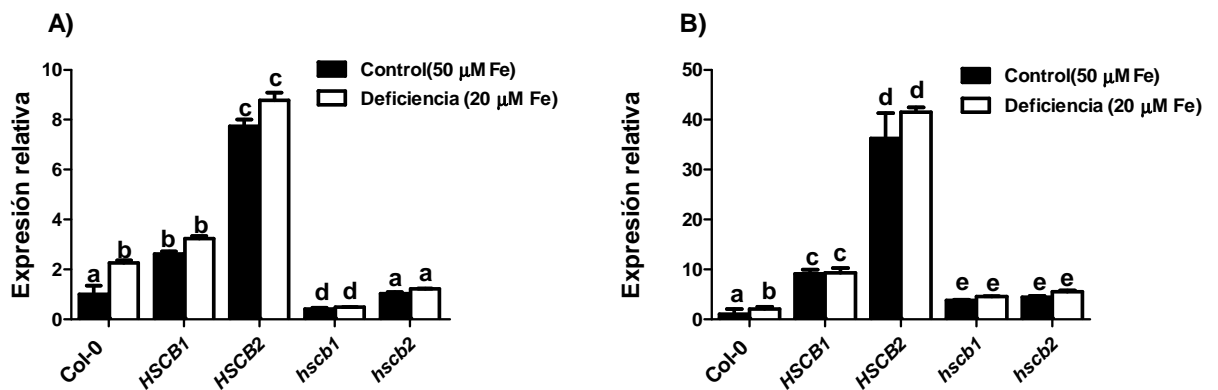 A)
Expresión relativa
10
8
6
4
2
0
Control(50 μM Fe)
Deficiencia (20 μM Fe)
a
b
b
b
c
c
d
d
a
a
Col-0
HSCB1
HSCB2
hscb1
hscb2
B)
Expresión relativa
50
40
30
20
10
0
Control(50 μM Fe)
Deficiencia (20 μM Fe)
a
b
c
c
d
d
e
e
e
e
Col-0
HSCB1
HSCB2
hscb1
hscb2